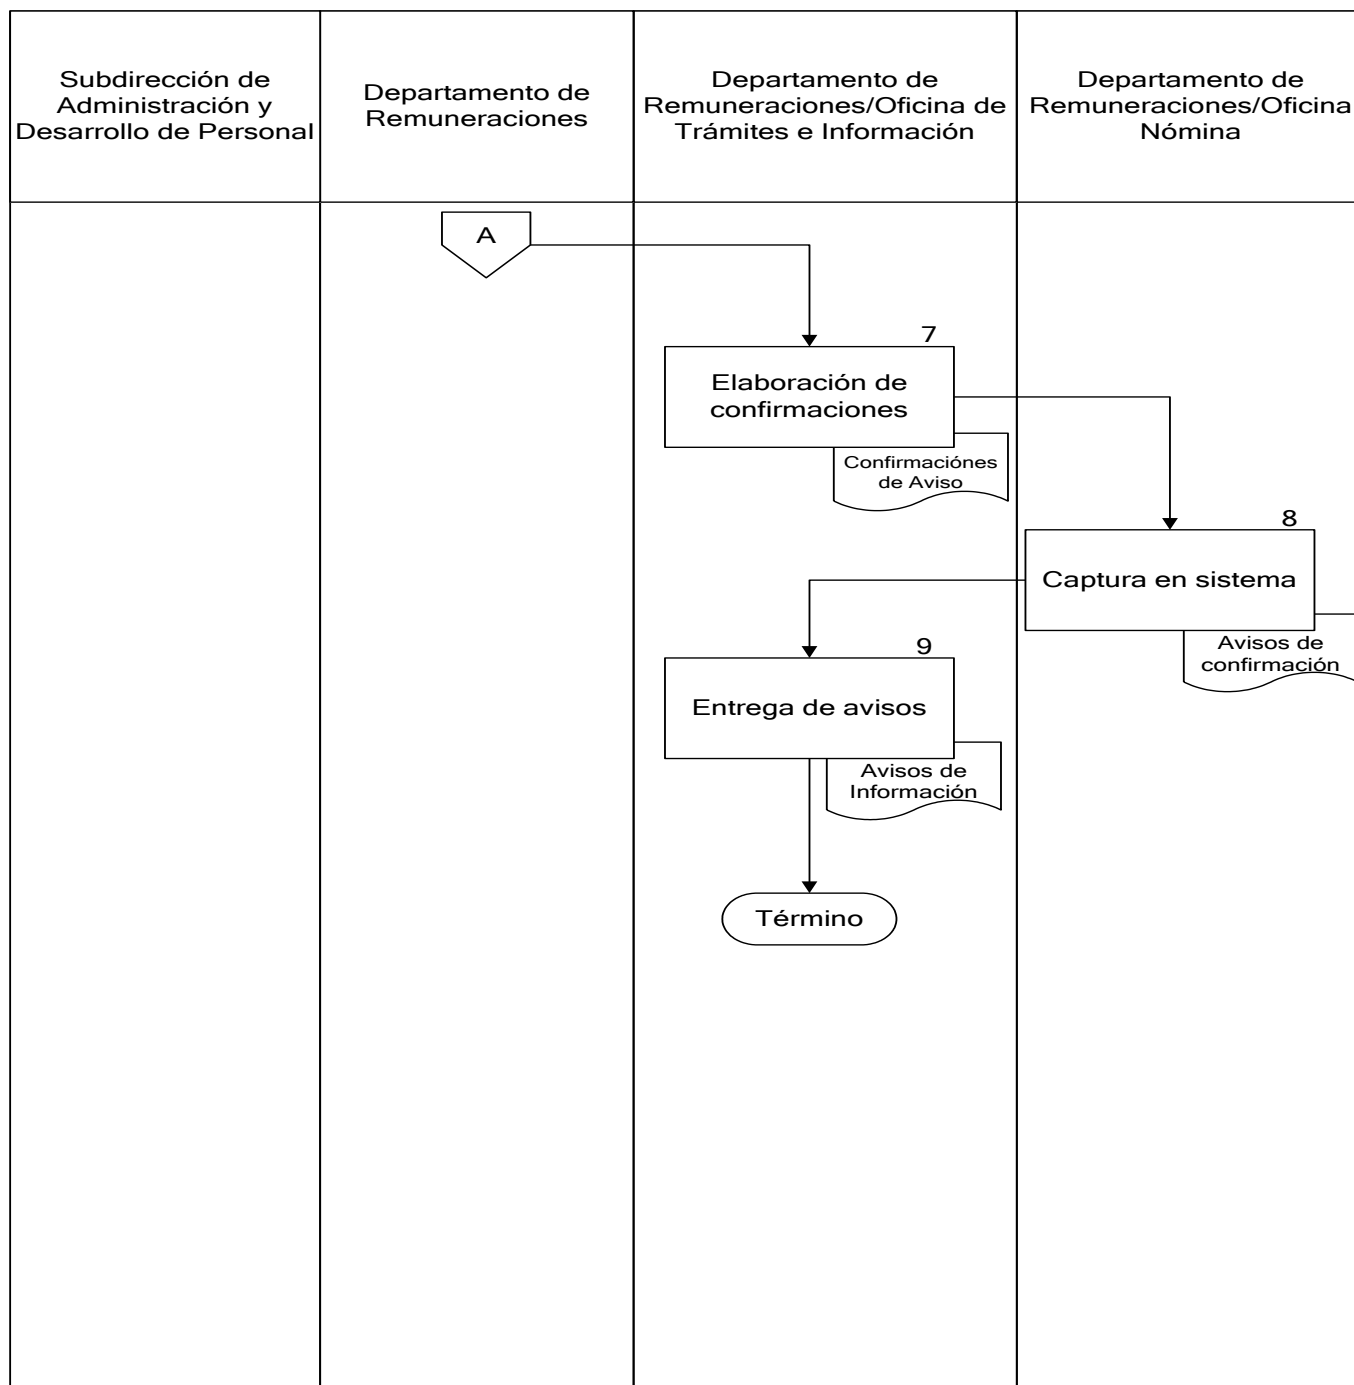 Subdirección de
Administración y
Desarrollo de Personal
Departamento de
Remuneraciones
Departamento de
Remuneraciones/Oficina de
Trámites e Información
Departamento de
Remuneraciones/Oficina
Nómina
A
7
Elaboración de
confirmaciones
Confirmaciónes
de Aviso
8
Captura en sistema
Avisos de
confirmación
9
Entrega de avisos
Avisos de
Información
Término